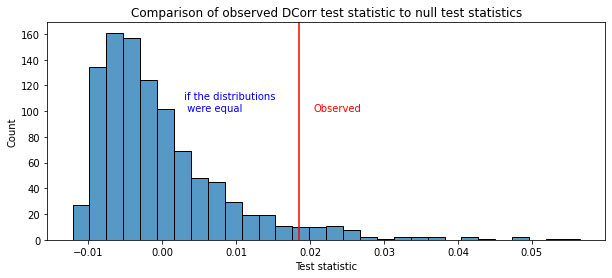 Comparison of observed DCorr test statistic to null test statistics
160
140
120
100
80
60
40
20
0
Count
if the distributions
were equal
Observed
−0.01
0.00
0.01
0.02
0.03
0.04
0.05
Test statistic